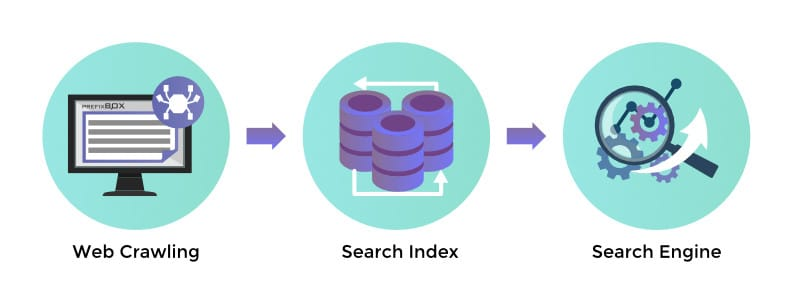 PREFIXBOX
Web Crawling
Search Index
Search Engine